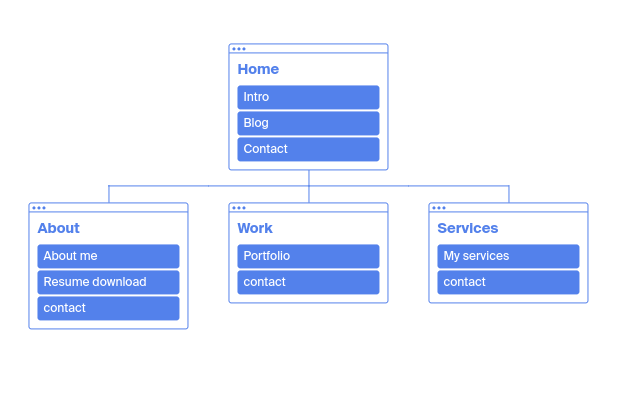 Home
Intro
Blog
Contact
About
About me
Resume download
contact
Work
Portfolio
contact
Services
My services
contact